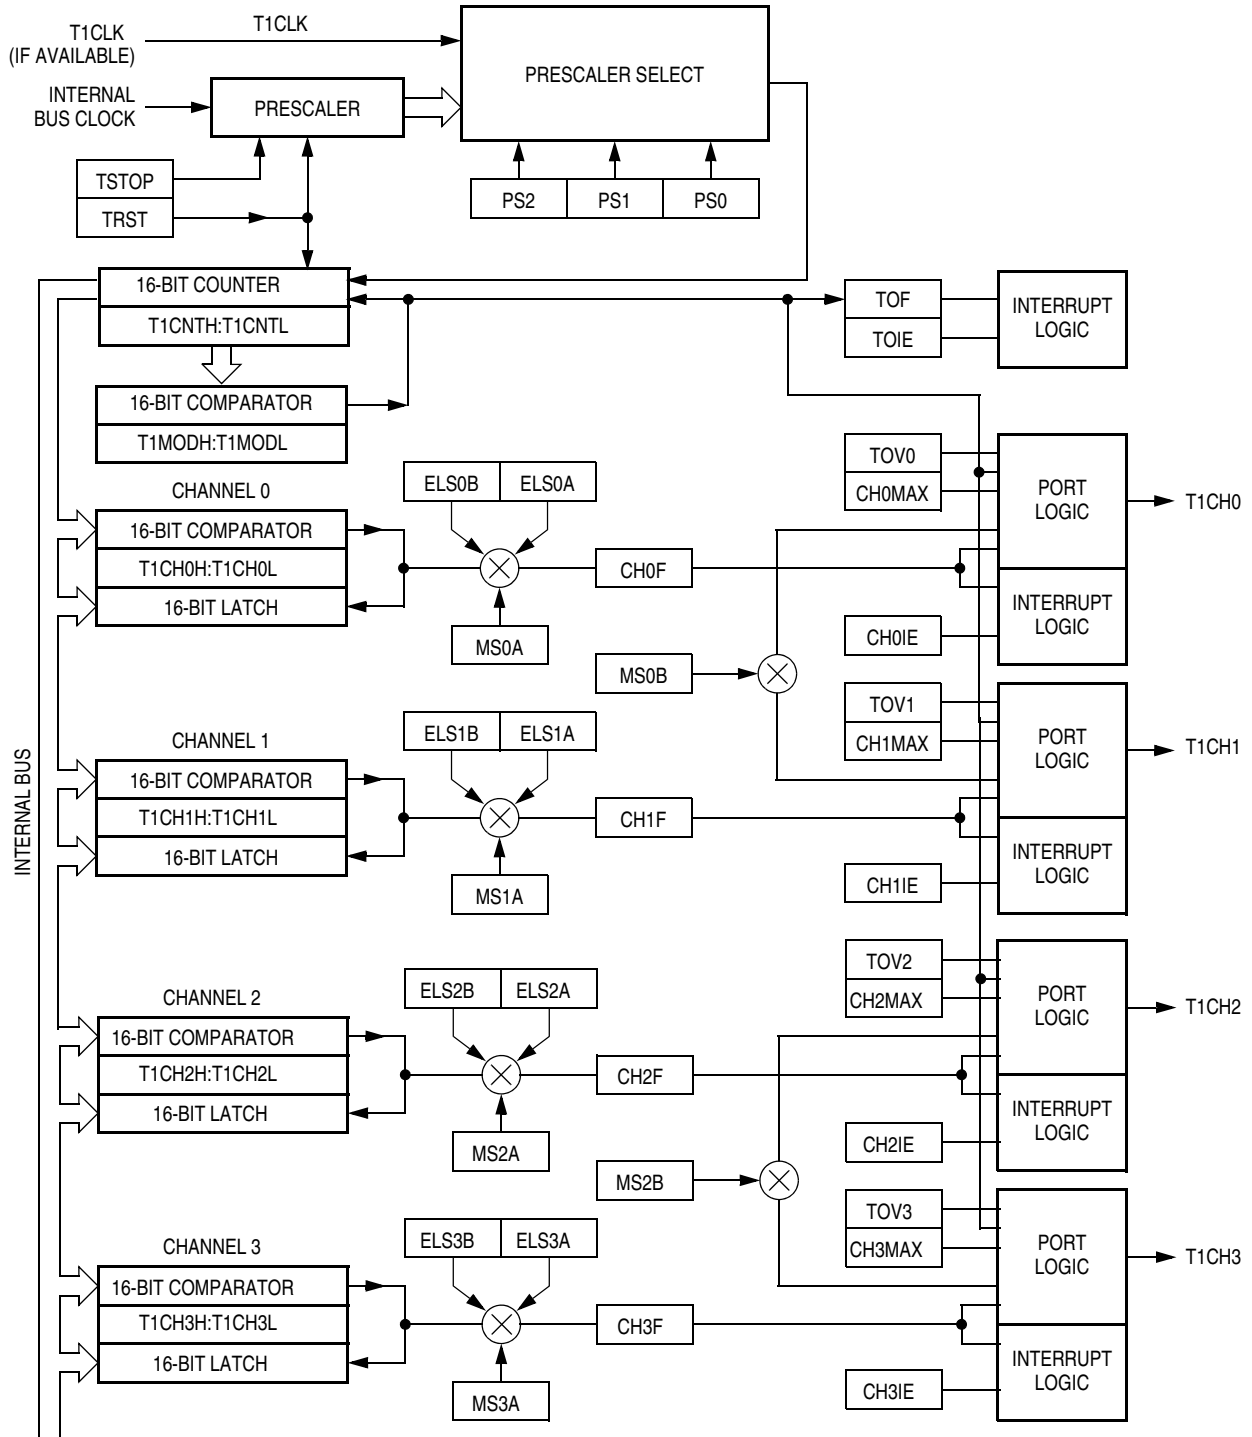 T1CLK
(IF AVAILABLE)
T1CLK
PRESCALER SELECT
INTERNAL
BUS CLOCK
PRESCALER
TSTOP
TRST
PS2
PS1
PS0
16-BIT COUNTER
T1CNTH:T1CNTL
TOF
TOIE
INTERRUPT
LOGIC
16-BIT COMPARATOR
T1MODH:T1MODL
CHANNEL 0
16-BIT COMPARATOR
T1CH0H:T1CH0L
16-BIT LATCH
ELS0B
ELS0A
MS0A
CH0F
TOV0
CH0MAX
PORT
LOGIC
T1CH0
INTERRUPT
LOGIC
CH0IE
MS0B
INTERNAL BUS
CHANNEL 1
16-BIT COMPARATOR
T1CH1H:T1CH1L
16-BIT LATCH
ELS1B
ELS1A
MS1A
CH1F
TOV1
CH1MAX
PORT
LOGIC
T1CH1
INTERRUPT
LOGIC
CH1IE
CHANNEL 2
16-BIT COMPARATOR
T1CH2H:T1CH2L
16-BIT LATCH
ELS2B
ELS2A
MS2A
CH2F
TOV2
CH2MAX
PORT
LOGIC
T1CH2
INTERRUPT
LOGIC
CH2IE
MS2B
CHANNEL 3
16-BIT COMPARATOR
T1CH3H:T1CH3L
16-BIT LATCH
ELS3B
ELS3A
MS3A
CH3F
TOV3
CH3MAX
PORT
LOGIC
T1CH3
INTERRUPT
LOGIC
CH3IE